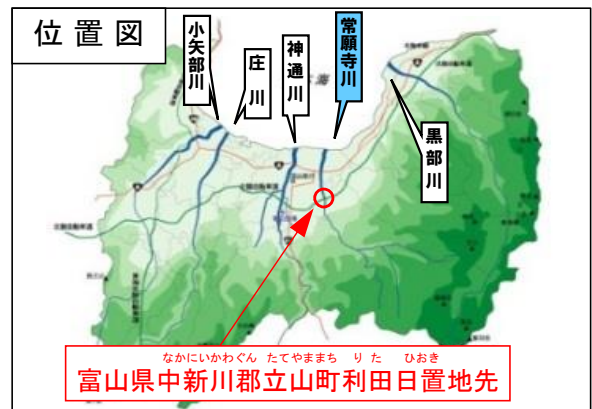 位置図
小矢部川
庄川
神通川
常願寺川
黒部川
海
なかにいかわぐん たてやままち りた ひおき
富山県中新川郡立山町利田日置地先